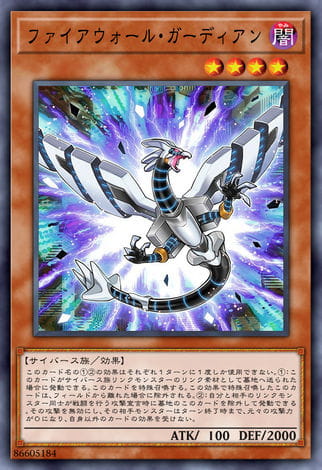 ファイアウォール・ガーディアン
闇
やみ
【サイバース族／効果】
このカード名の①②の効果はそれぞれ１ターンに１度しか使用できない。①：こ
のカードがサイバース族リンクモンスターのリンク素材として墓地へ送られた
場合に発動できる。このカードを特殊召喚する。この効果で特殊召喚したこのカ
ードは、フィールドから離れた場合に除外される。②：自分と相手のリンクモン
スター同士が戦闘を行う攻撃宣言時に墓地のこのカードを除外して発動できる
。その攻撃を無効にし、その相手モンスターはターン終了時まで、元々の攻撃力
が０になり、自身以外のカードの効果を受けない。
ATK/ 100 DEF/2000
86605184